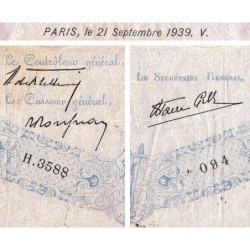 PARIS, le 21 Septembre 1939. V.
Le Contrôleur général,
Le Caissier général,
H.3588
Le Secrétaire Général,
094